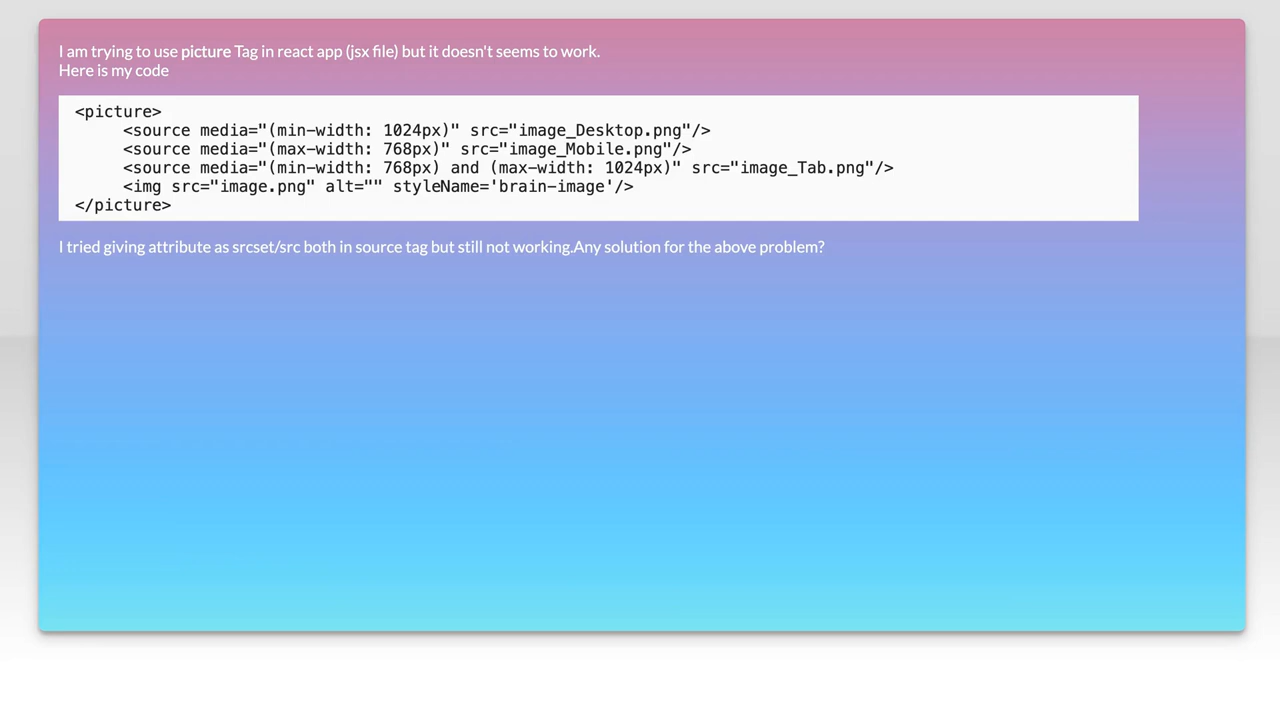 I am trying to use picture Tag in react app (jsx file) but it doesn't seems to work.
Here is my code
<picture>
     <source media="(min-width: 1024px)" src="image_Desktop.png"/>
     <source media="(max-width: 768px)" src="image_Mobile.png"/>
     <source media="(min-width: 768px) and (max-width: 1024px)" src="image_Tab.png"/>
     <img src="image.png" alt="" styleName='brain-image'/>
</picture>
I tried giving attribute as srcset/src both in source tag but still not working.Any solution for the above problem?